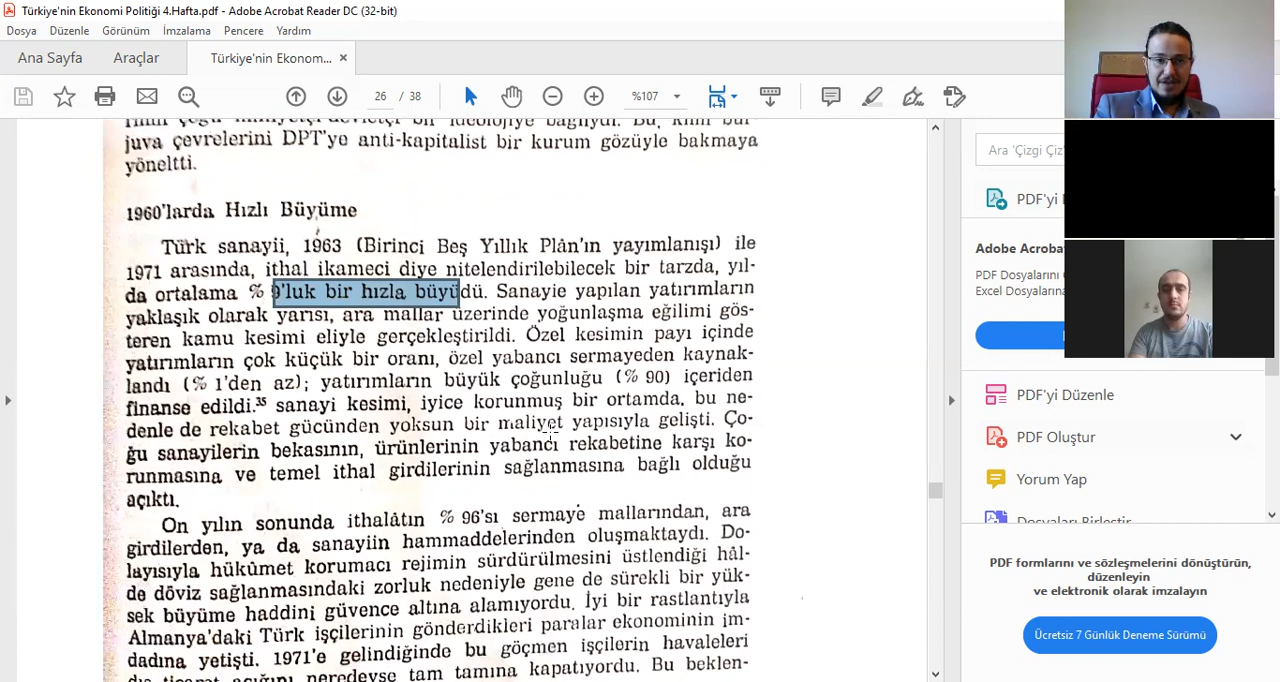 Türkiye'nin Ekonomi Politiği 4.Hafta.pdf - Adobe Acrobat Reader DC (32-bit)
Dosya Düzenle Görünüm İmzalama Pencere Yardım
Ana Sayfa Araçlar Türkiye'nin Ekonom... ×
26 / 38 %107
juva çevrelerini DPT'ye anti-kapitalist bir kurum gözüyle bakmaya
yöneltti.
1960'larda Hızlı Büyüme
Türk sanayii, 1963 (Birinci Beş Yıllık Plân'ın yayımlanışı) ile
1971 arasında, ithal ikameci diye nitelendirilebilecek bir tarzda, yıl-
da ortalama % 9'luk bir hızla büyüdü. Sanayie yapılan yatırımların
yaklaşık olarak yarısı, ara mallar üzerinde yoğunlaşma eğilimi gös-
teren kamu kesimi eliyle gerçekleştirildi. Özel kesimin payı içinde
yatırımların çok küçük bir oranı, özel yabancı sermayeden kaynak-
landı (% 1'den az); yatırımların büyük çoğunluğu (% 90) içeriden
finanse edildi.³⁵ sanayi kesimi, iyice korunmuş bir ortamda, bu ne-
denle de rekabet gücünden yoksun bir maliyet yapısıyla gelişti. Ço-
ğu sanayilerin bekasının, ürünlerinin yabancı rekabetine karşı ko-
runmasına ve temel ithal girdilerinin sağlanmasına bağlı olduğu
açıktı.
On yılın sonunda ithalâtın % 96'sı sermaye mallarından, ara
girdilerden, ya da sanayiin hammaddelerinden oluşmaktaydı. Do-
layısıyla hükûmet korumacı rejimin sürdürülmesini üstlendiği hâl-
de döviz sağlanmasındaki zorluk nedeniyle gene de sürekli bir yük-
sek büyüme haddini güvence altına alamıyordu. İyi bir rastlantıyla
Almanya'daki Türk işçilerinin gönderdikleri paralar ekonominin im-
dadına yetişti. 1971'e gelindiğinde bu göçmen işçilerin havaleleri
dış ticaret açığını neredeyse tam tamına kapatıyordu. Bu beklen-
Ara 'Çizgi Çiz'
PDF'yi
Adobe Acrobat
PDF Dosyaların
Excel Dosyaların
PDF'yi Düzenle
PDF Oluştur
Yorum Yap
Dosyaları Birleştir
PDF formlarını ve sözleşmelerini dönüştürün,
düzenleyin
ve elektronik olarak imzalayın
Ücretsiz 7 Günlük Deneme Sürümü